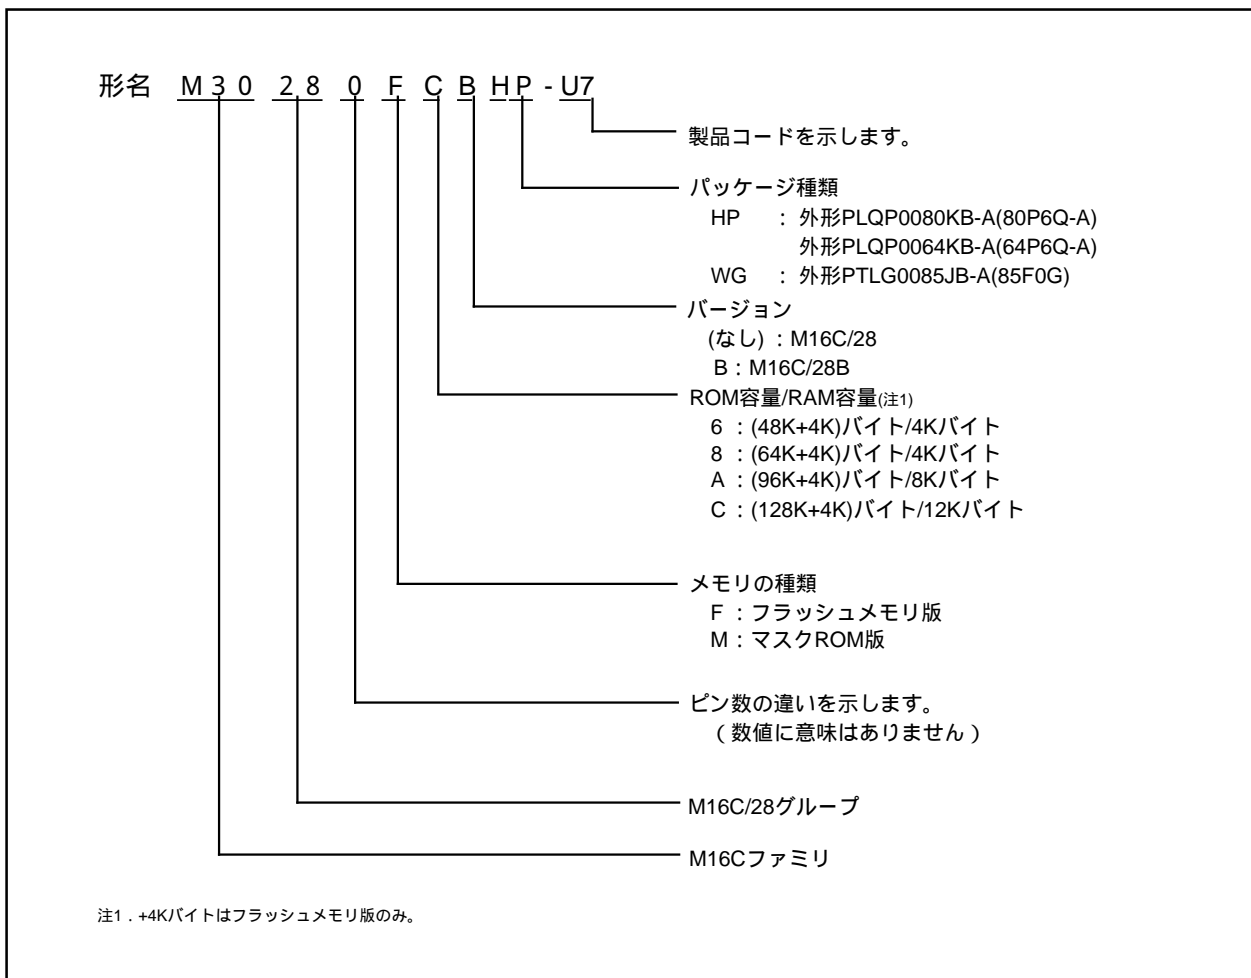 形名 M30 28 0 F C B HP - U7
製品コードを示します。
パッケージ種類
HP : 外形PLQP0080KB-A(80P6Q-A)
外形PLQP0064KB-A(64P6Q-A)
WG : 外形PTLG0085JB-A(85F0G)
バージョン
(なし) : M16C/28
B : M16C/28B
ROM容量/RAM容量(注1)
6 : (48K+4K)バイト/4Kバイト
8 : (64K+4K)バイト/4Kバイト
A : (96K+4K)バイト/8Kバイト
C : (128K+4K)バイト/12Kバイト
メモリの種類
F : フラッシュメモリ版
M : マスクROM版
ピン数の違いを示します。
(数値に意味はありません)
M16C/28グループ
M16Cファミリ
注1．+4Kバイトはフラッシュメモリ版のみ。